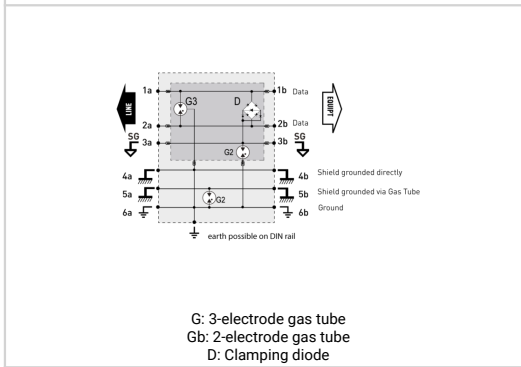 1a G3 D 1b Data
LINE EQUIPT
2a 2b Data
SG SG
3a 3b
G2
4a 4b Shield grounded directly
5a 5b Shield grounded via Gas Tube
G2
6a 6b Ground
earth possible on DIN rail
G: 3-electrode gas tube
Gb: 2-electrode gas tube
D: Clamping diode